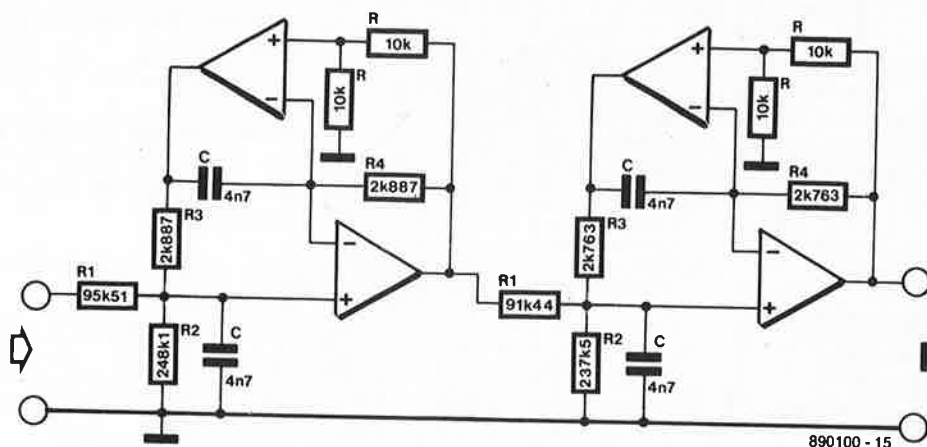 R
10k
R
10k
+
−
C
4n7
R4
2k887
R3
2k887
R1
95k51
−
+
R2
248k1
C
4n7
R
10k
R
10k
+
−
C
4n7
R4
2k763
R3
2k763
R1
91k44
−
+
R2
237k5
C
4n7
890100 - 15